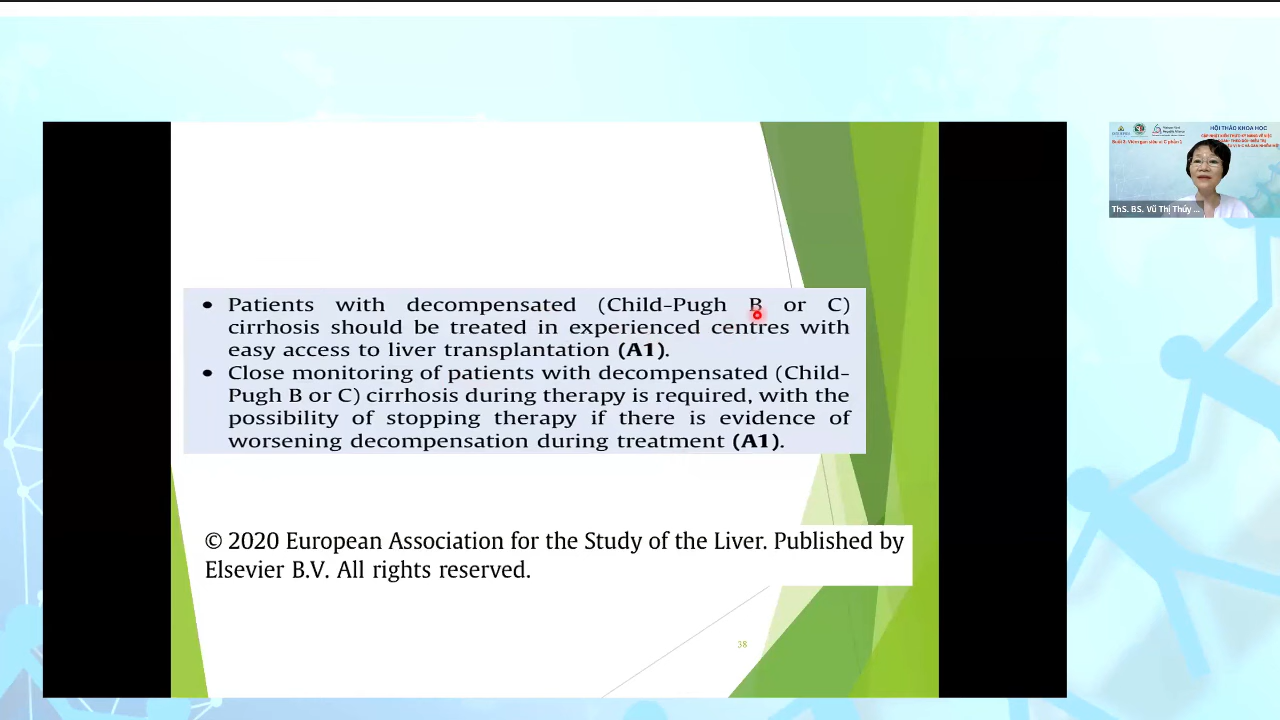 • Patients with decompensated (Child-Pugh B or C)
cirrhosis should be treated in experienced centres with
easy access to liver transplantation (A1).
• Close monitoring of patients with decompensated (Child-
Pugh B or C) cirrhosis during therapy is required, with the
possibility of stopping therapy if there is evidence of
worsening decompensation during treatment (A1).
© 2020 European Association for the Study of the Liver. Published by
Elsevier B.V. All rights reserved.
38
HỘI THẢO KHOA HỌC
ThS. BS. Vũ Thị Thúy ...